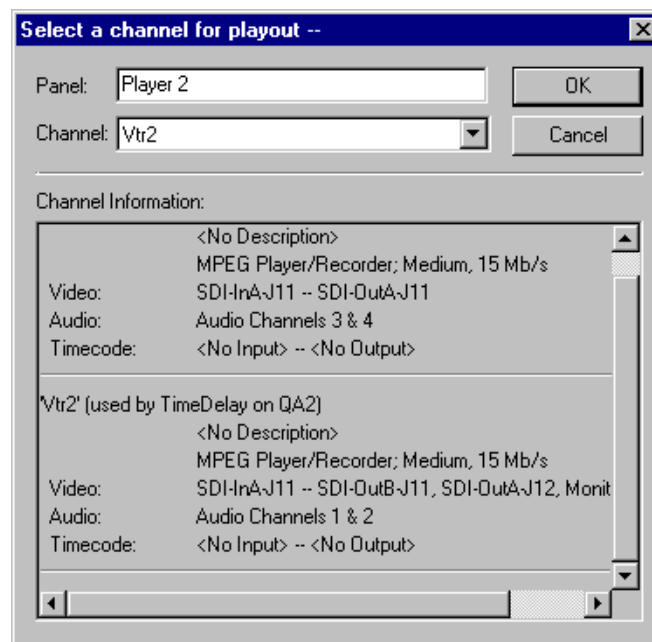 Select a channel for playout --
Panel: Player 2 OK
Channel: Vtr2 Cancel
Channel Information:
<No Description>
MPEG Player/Recorder; Medium, 15 Mb/s
Video: SDI-InA-J11 -- SDI-OutA-J11
Audio: Audio Channels 3 & 4
Timecode: <No Input> -- <No Output>
'Vtr2' (used by TimeDelay on QA2)
<No Description>
MPEG Player/Recorder; Medium, 15 Mb/s
Video: SDI-InA-J11 -- SDI-OutB-J11, SDI-OutA-J12, Monit
Audio: Audio Channels 1 & 2
Timecode: <No Input> -- <No Output>